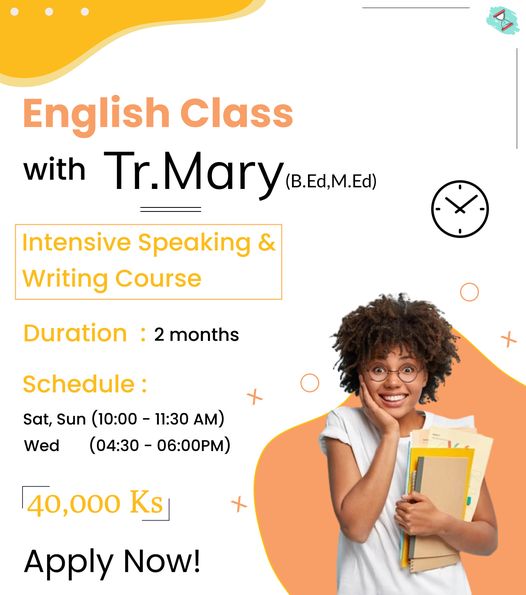 English Class
with Tr.Mary(B.Ed,M.Ed)
Intensive Speaking &
Writing Course
Duration : 2 months
Schedule :
Sat, Sun (10:00 - 11:30 AM)
Wed (04:30 - 06:00PM)
40,000 Ks
Apply Now!